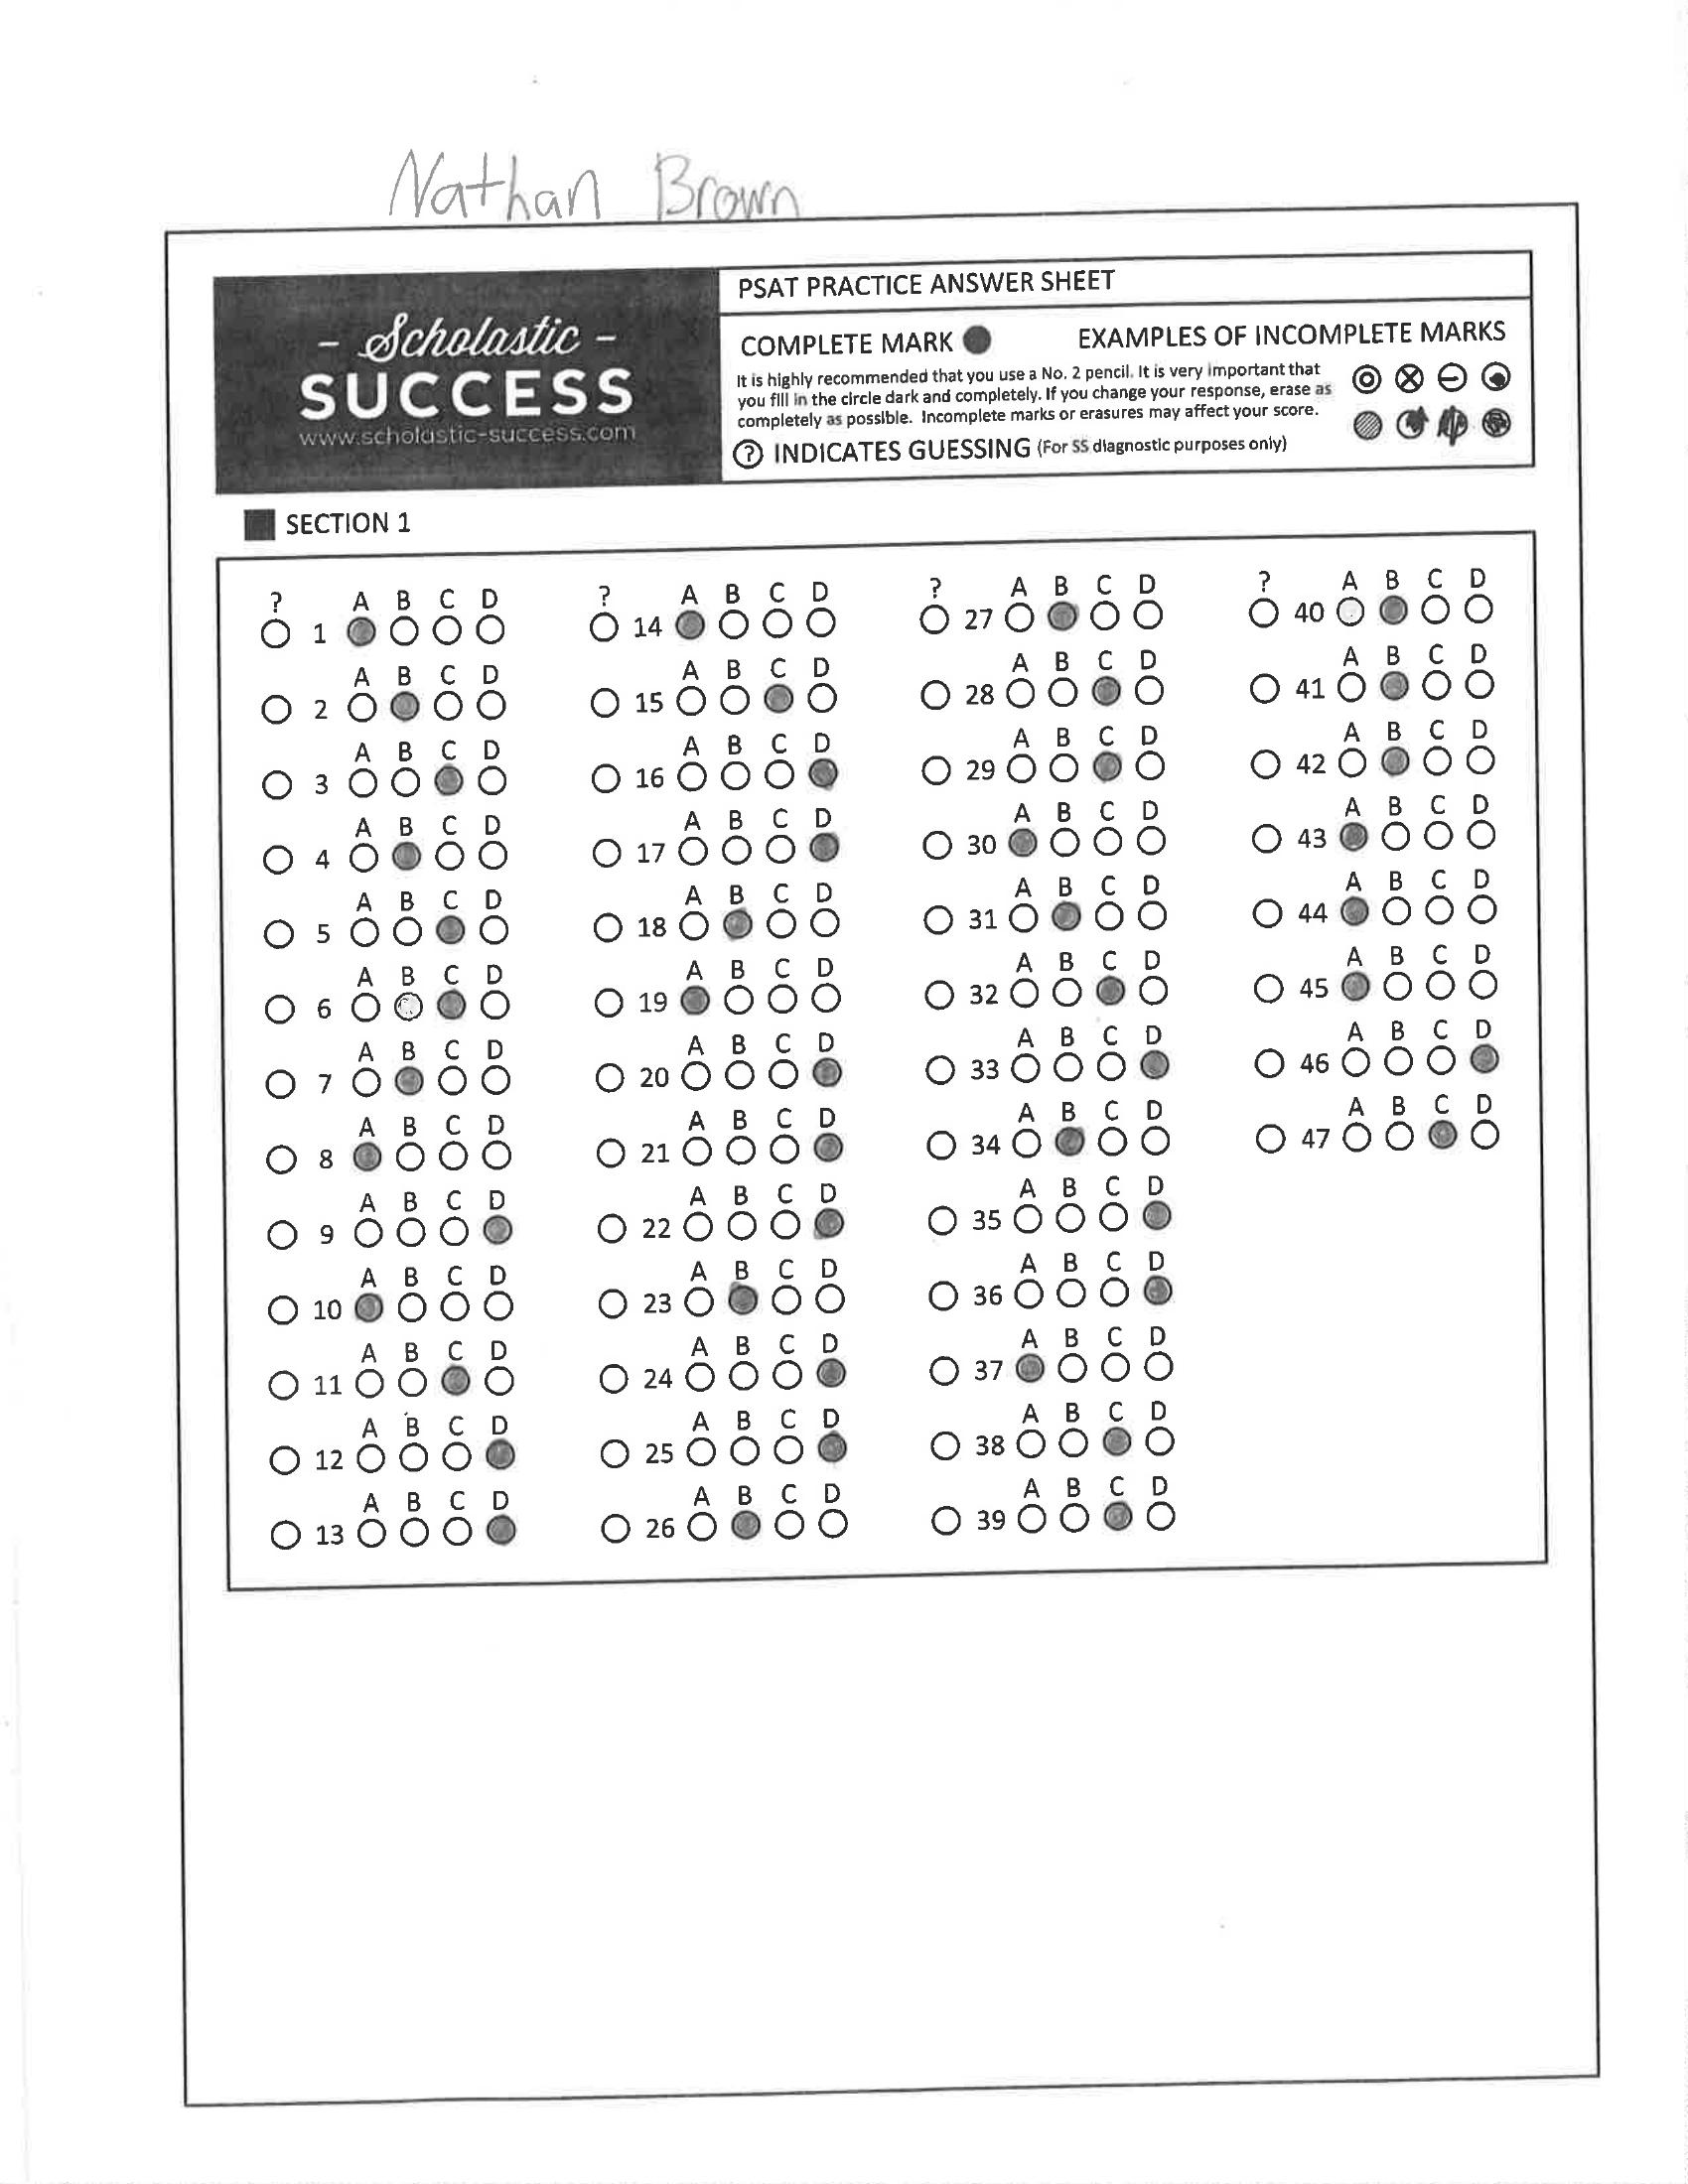 Nathan Brown
- Scholastic -
SUCCESS
www.scholastic-success.com
PSAT PRACTICE ANSWER SHEET
COMPLETE MARK
EXAMPLES OF INCOMPLETE MARKS
It is highly recommended that you use a No. 2 pencil. It is very important that
you fill in the circle dark and completely. If you change your response, erase as
completely as possible. Incomplete marks or erasures may affect your score.
? INDICATES GUESSING (For SS diagnostic purposes only)
SECTION 1
? A B C D
1
A B C D
2
A B C D
3
A B C D
4
A B C D
5
A B C D
6
A B C D
7
A B C D
8
A B C D
9
A B C D
10
A B C D
11
A B C D
12
A B C D
13
? A B C D
14
A B C D
15
A B C D
16
A B C D
17
A B C D
18
A B C D
19
A B C D
20
A B C D
21
A B C D
22
A B C D
23
A B C D
24
A B C D
25
A B C D
26
? A B C D
27
A B C D
28
A B C D
29
A B C D
30
A B C D
31
A B C D
32
A B C D
33
A B C D
34
A B C D
35
A B C D
36
A B C D
37
A B C D
38
A B C D
39
? A B C D
40
A B C D
41
A B C D
42
A B C D
43
A B C D
44
A B C D
45
A B C D
46
A B C D
47